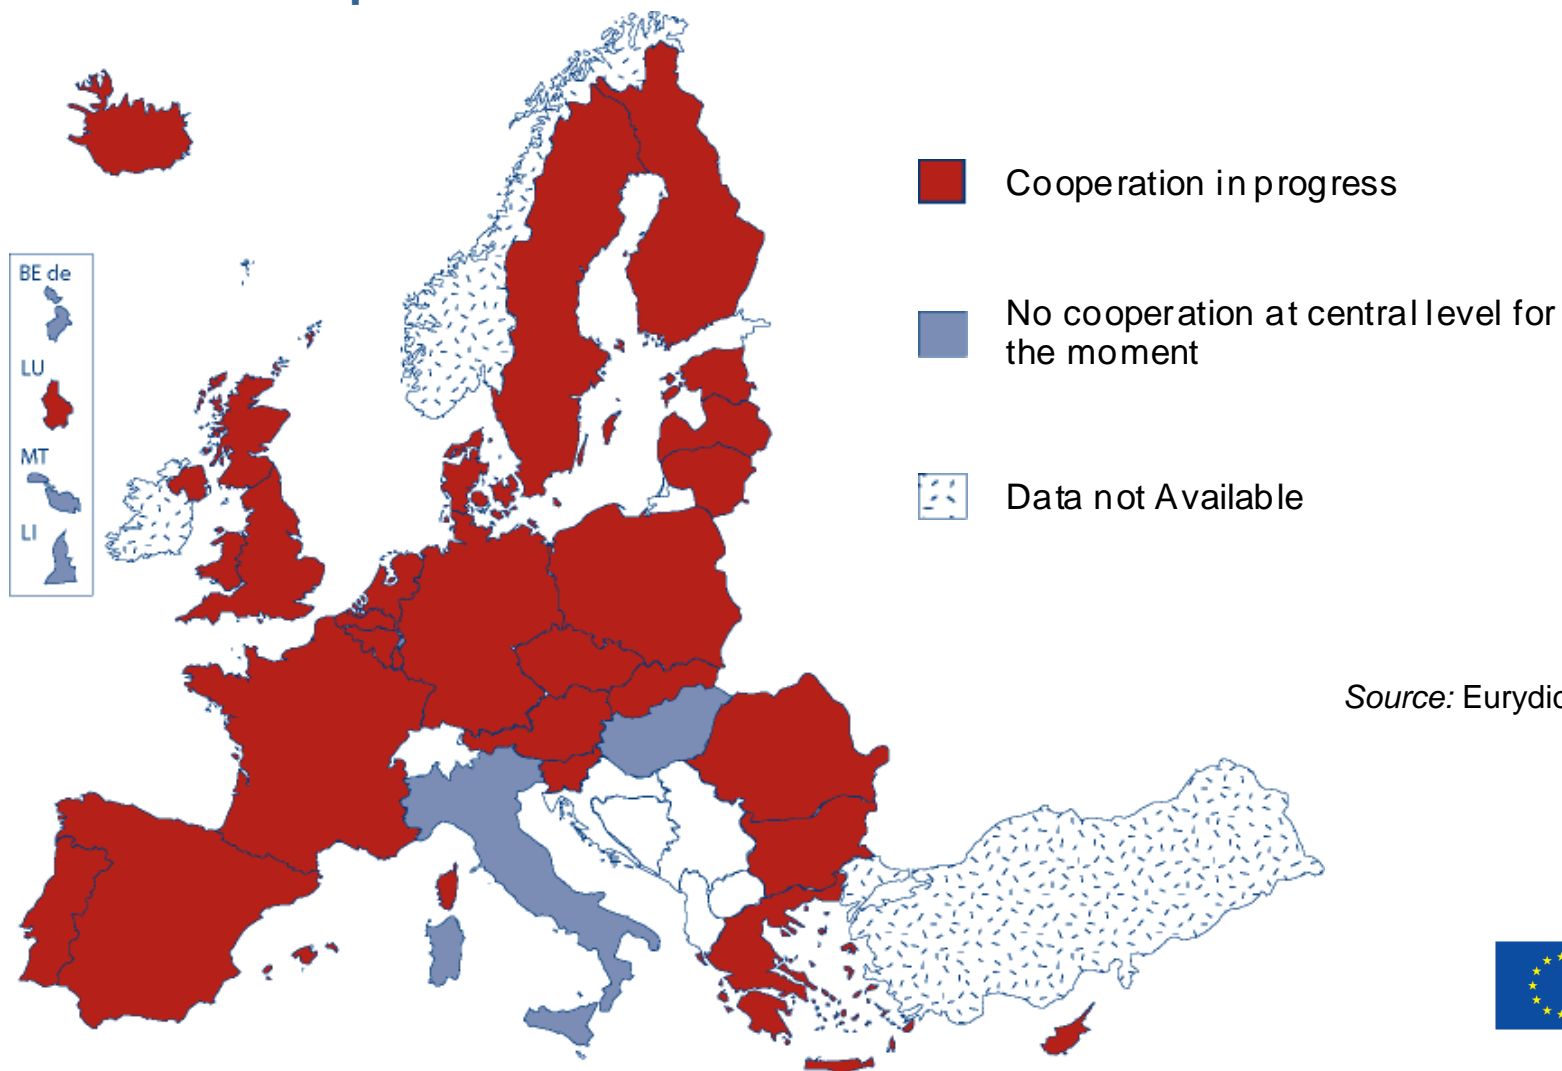 Cooperation in progress
BE de
No cooperation at central level for
the moment
LU
MT
Data not Available
LI
Source: